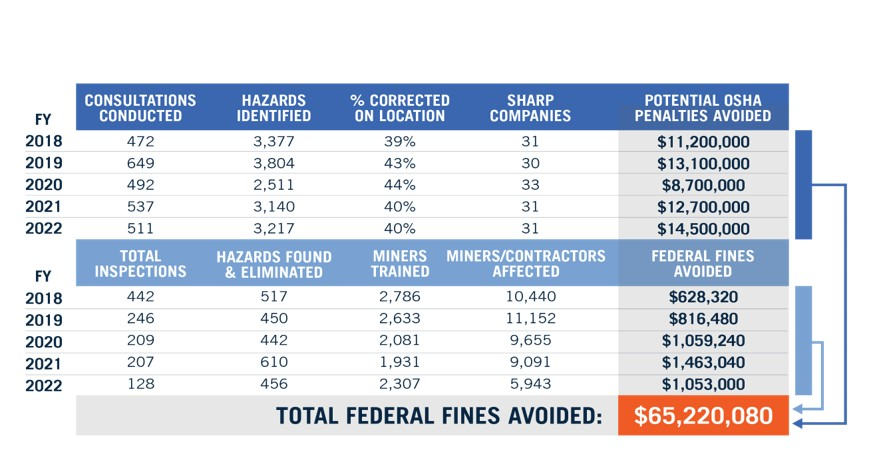 FY CONSULTATIONS CONDUCTED HAZARDS IDENTIFIED % CORRECTED ON LOCATION SHARP COMPANIES POTENTIAL OSHA PENALTIES AVOIDED
2018 472 3,377 39% 31 $11,200,000
2019 649 3,804 43% 30 $13,100,000
2020 492 2,511 44% 33 $8,700,000
2021 537 3,140 40% 31 $12,700,000
2022 511 3,217 40% 31 $14,500,000
FY TOTAL INSPECTIONS HAZARDS FOUND & ELIMINATED MINERS TRAINED MINERS/CONTRACTORS AFFECTED FEDERAL FINES AVOIDED
2018 442 517 2,786 10,440 $628,320
2019 246 450 2,633 11,152 $816,480
2020 209 442 2,081 9,655 $1,059,240
2021 207 610 1,931 9,091 $1,463,040
2022 128 456 2,307 5,943 $1,053,000
TOTAL FEDERAL FINES AVOIDED: $65,220,080